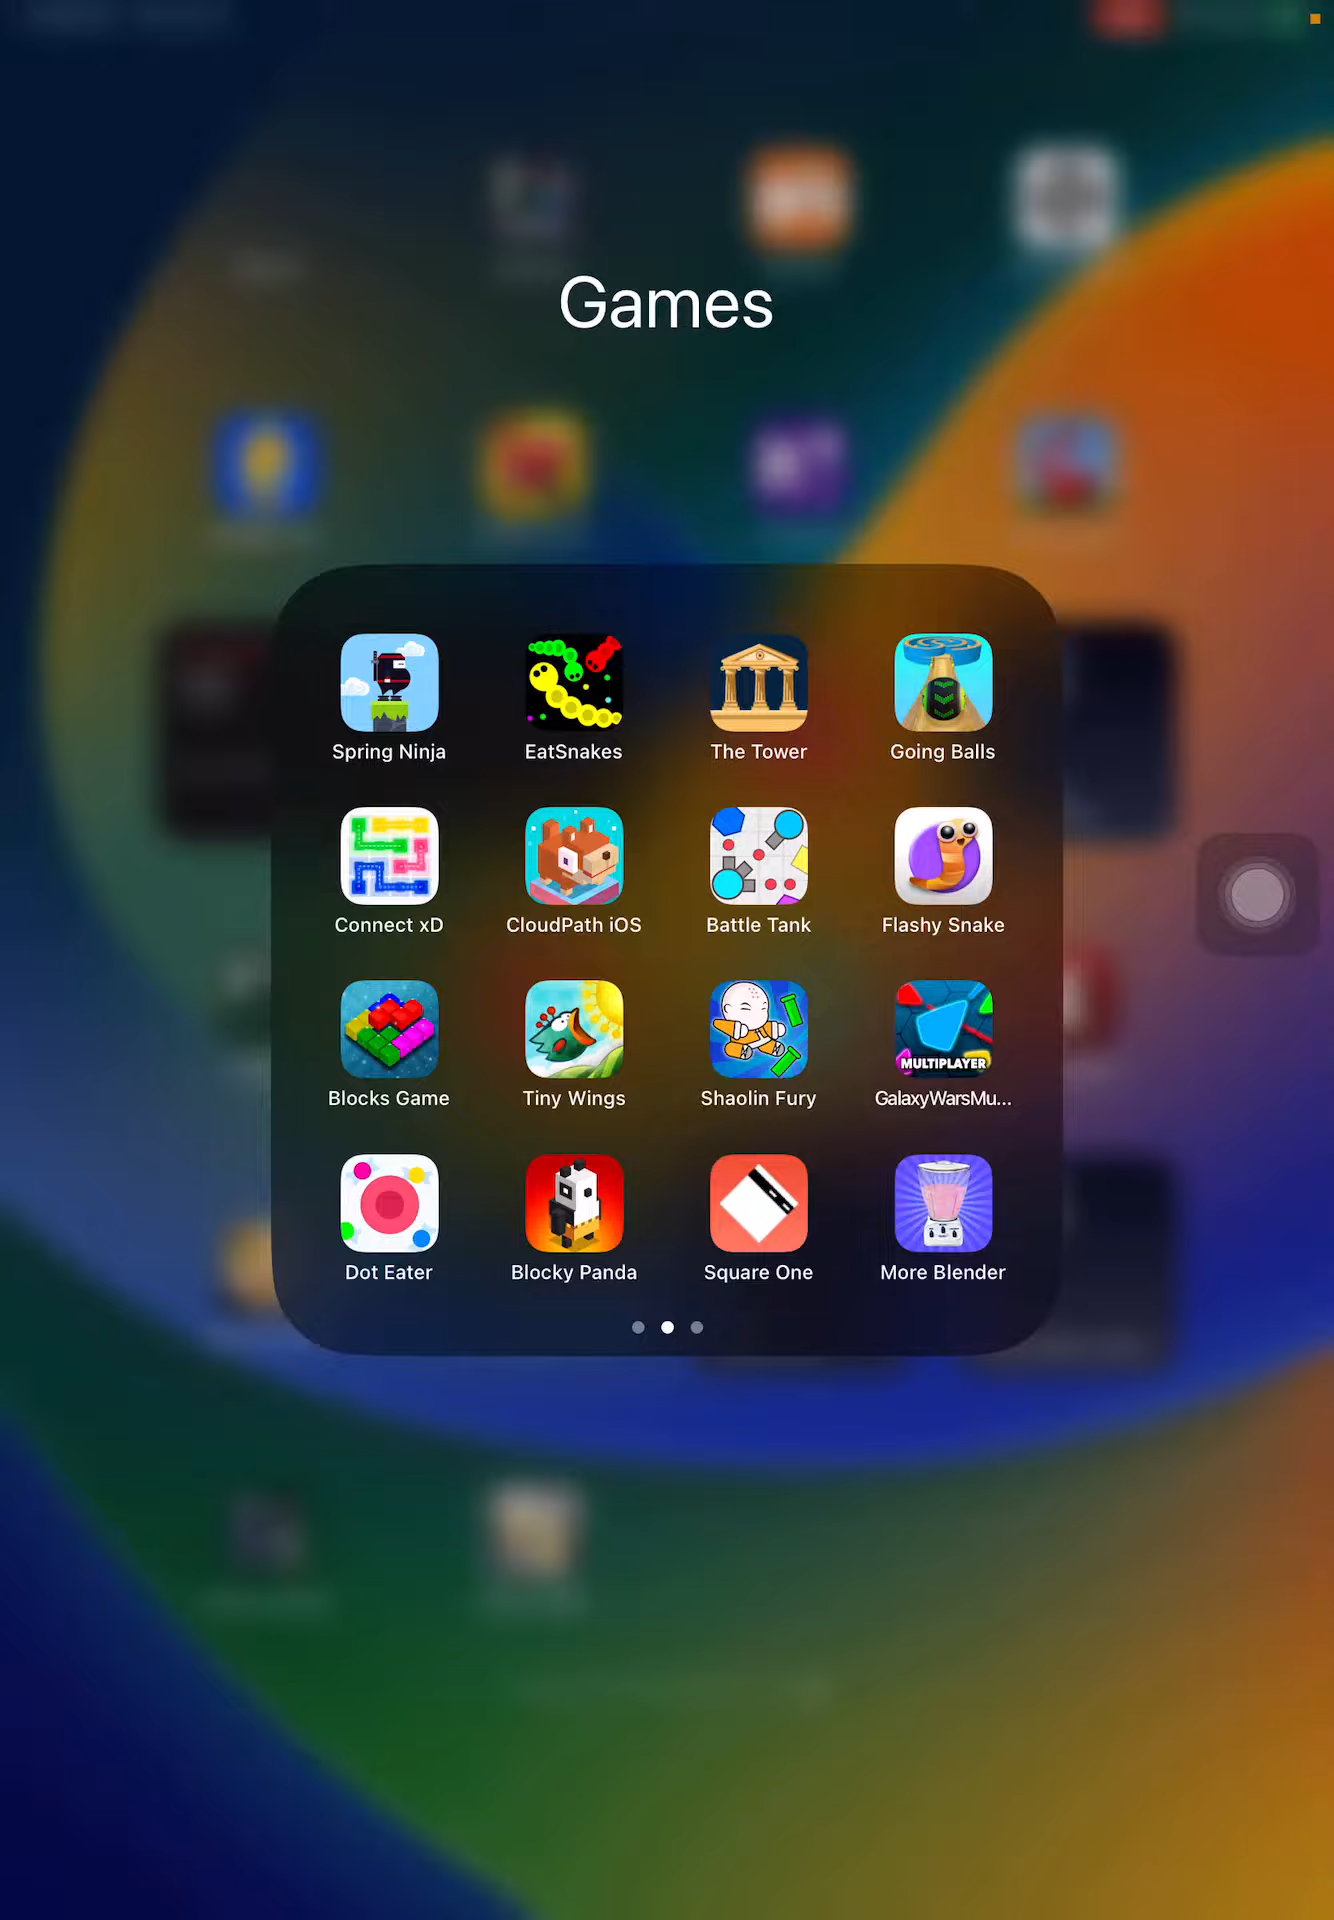 Games
Spring Ninja
EatSnakes
The Tower
Going Balls
Connect xD
CloudPath iOS
Battle Tank
Flashy Snake
MULTIPLAYER
Blocks Game
Tiny Wings
Shaolin Fury
GalaxyWarsMu...
Dot Eater
Blocky Panda
Square One
More Blender